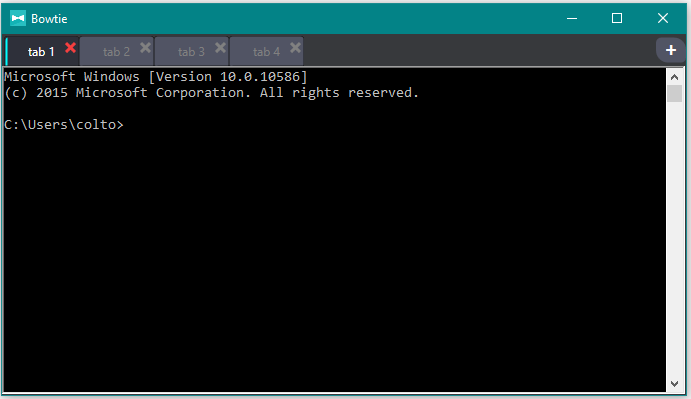 Bowtie
tab 1 tab 2 tab 3 tab 4
Microsoft Windows [Version 10.0.10586]
(c) 2015 Microsoft Corporation. All rights reserved.
C:\Users\colto>